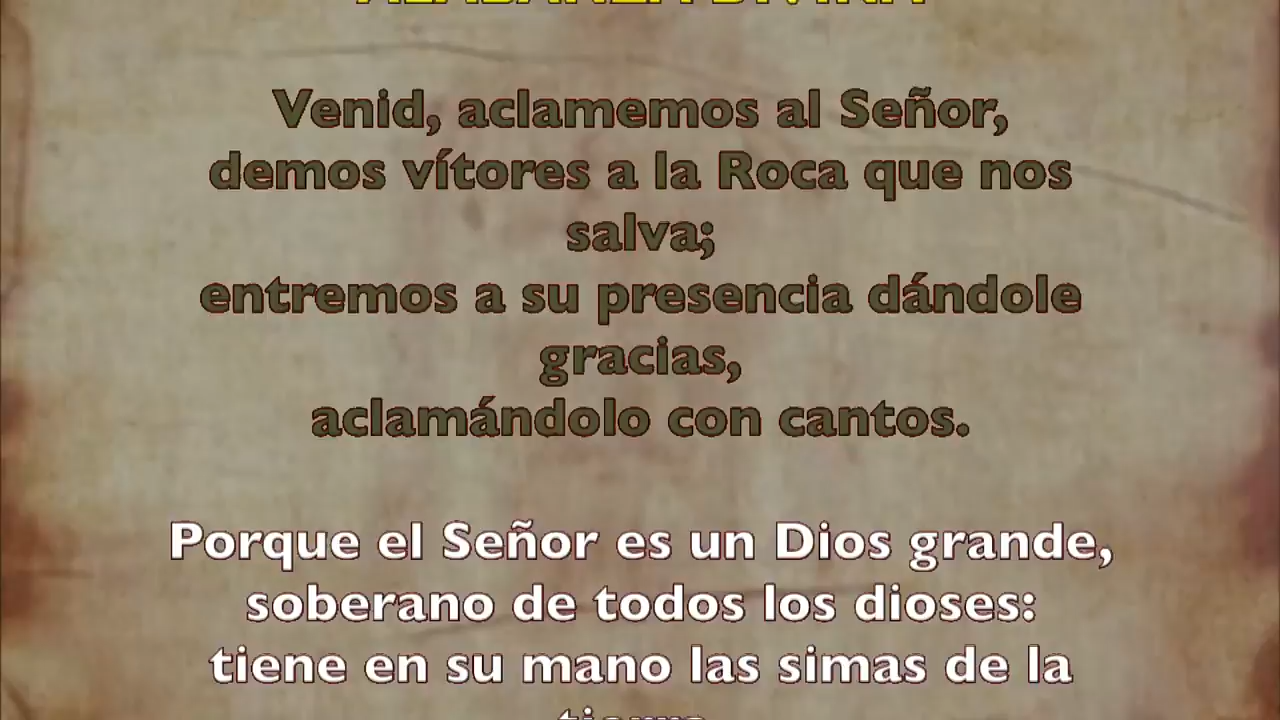 Venid, aclamemos al Señor,
demos vítores a la Roca que nos
salva;
entremos a su presencia dándole
gracias,
aclamándolo con cantos.
Porque el Señor es un Dios grande,
soberano de todos los dioses:
tiene en su mano las simas de la